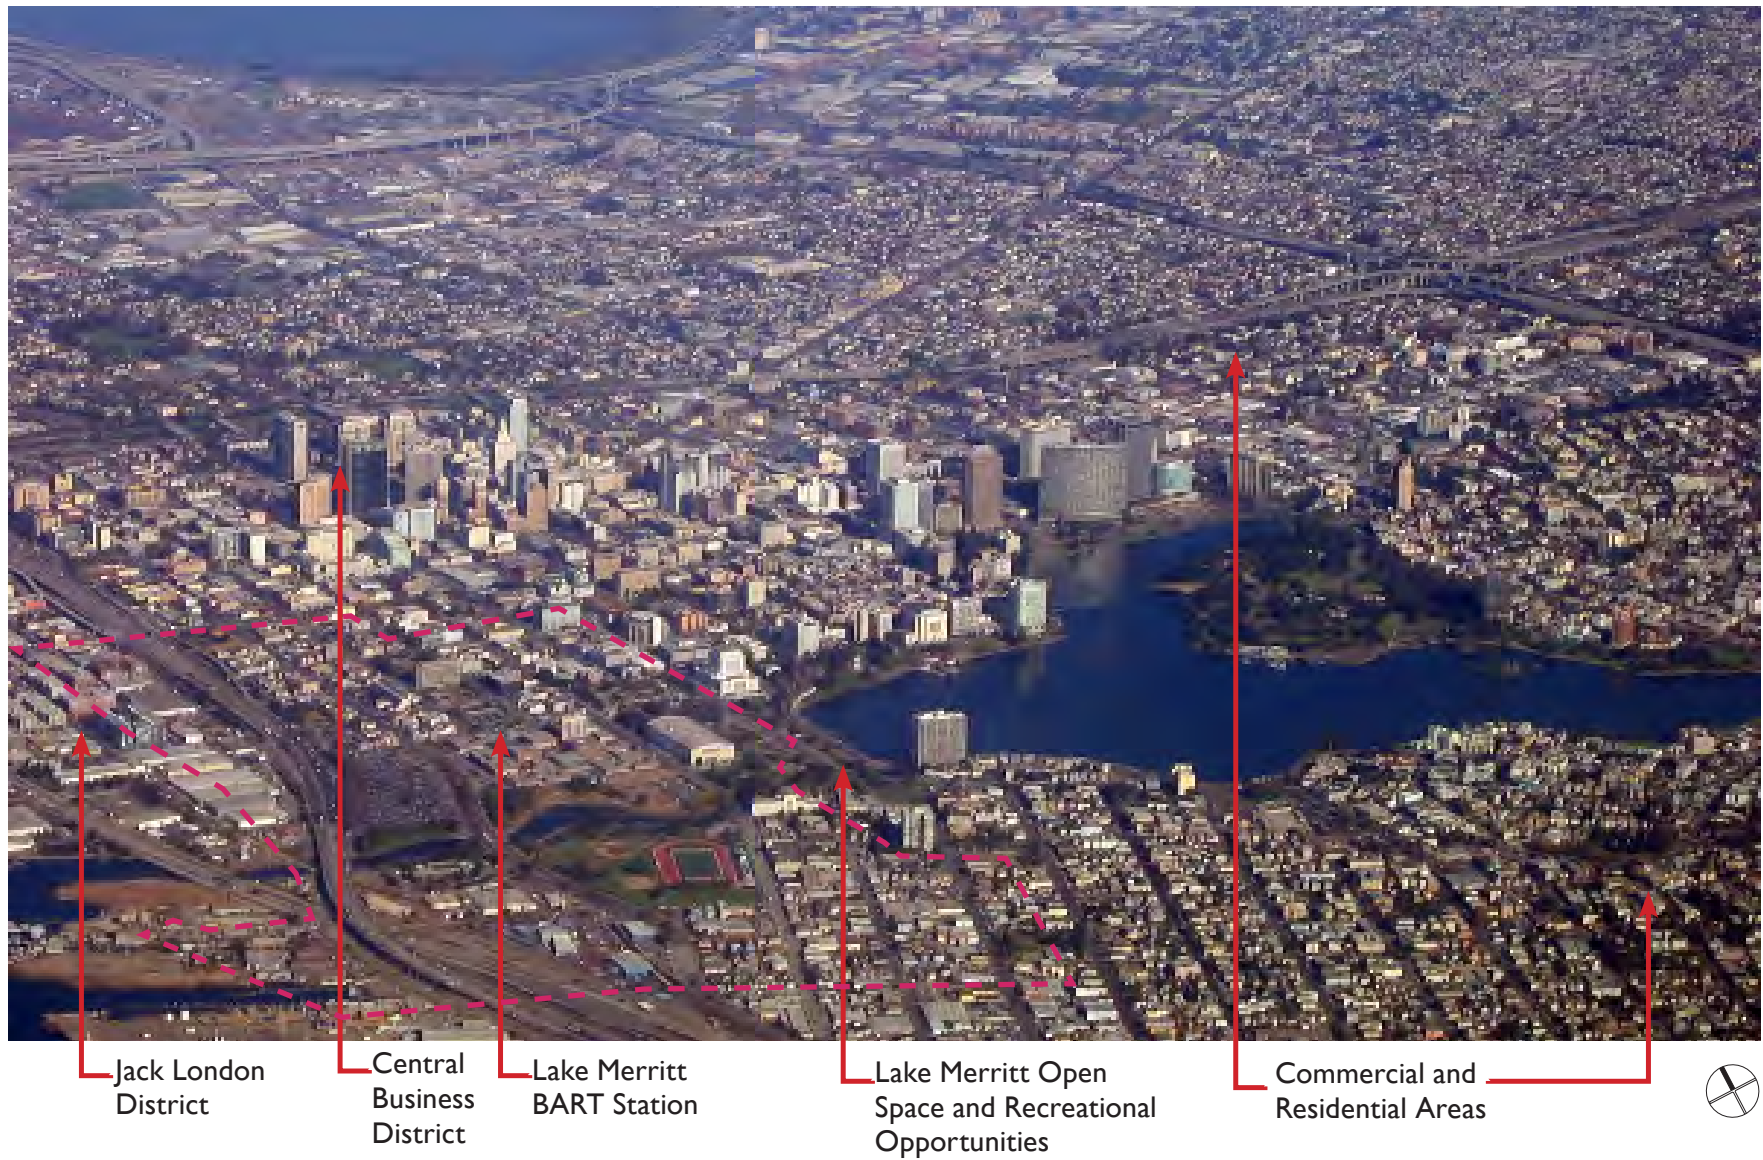 Jack London
District
Central
Business
District
Lake Merritt
BART Station
Lake Merritt Open
Space and Recreational
Opportunities
Commercial and
Residential Areas